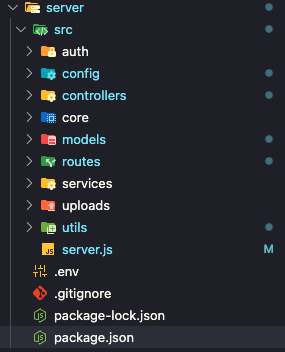 server
src
auth
config
controllers
core
models
routes
services
uploads
utils
JS server.js M
.env
.gitignore
package-lock.json
package.json